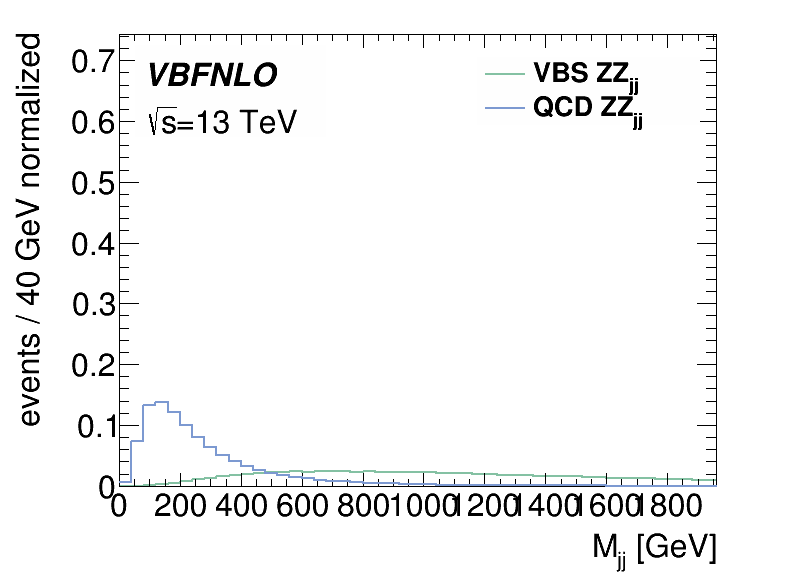 events / 40 GeV normalized
VBFNLO
√s=13 TeV
VBS ZZjj
QCD ZZjj
0.7
0.6
0.5
0.4
0.3
0.2
0.1
0
0 200 400 600 800 1000 1200 1400 1600 1800
Mjj [GeV]